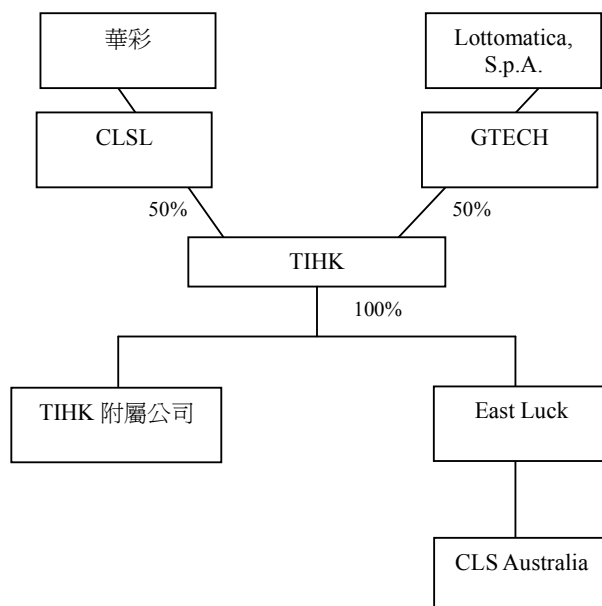 華彩
Lottomatica,
S.p.A.
CLSL
GTECH
50%
50%
TIHK
100%
TIHK 附屬公司
East Luck
CLS Australia